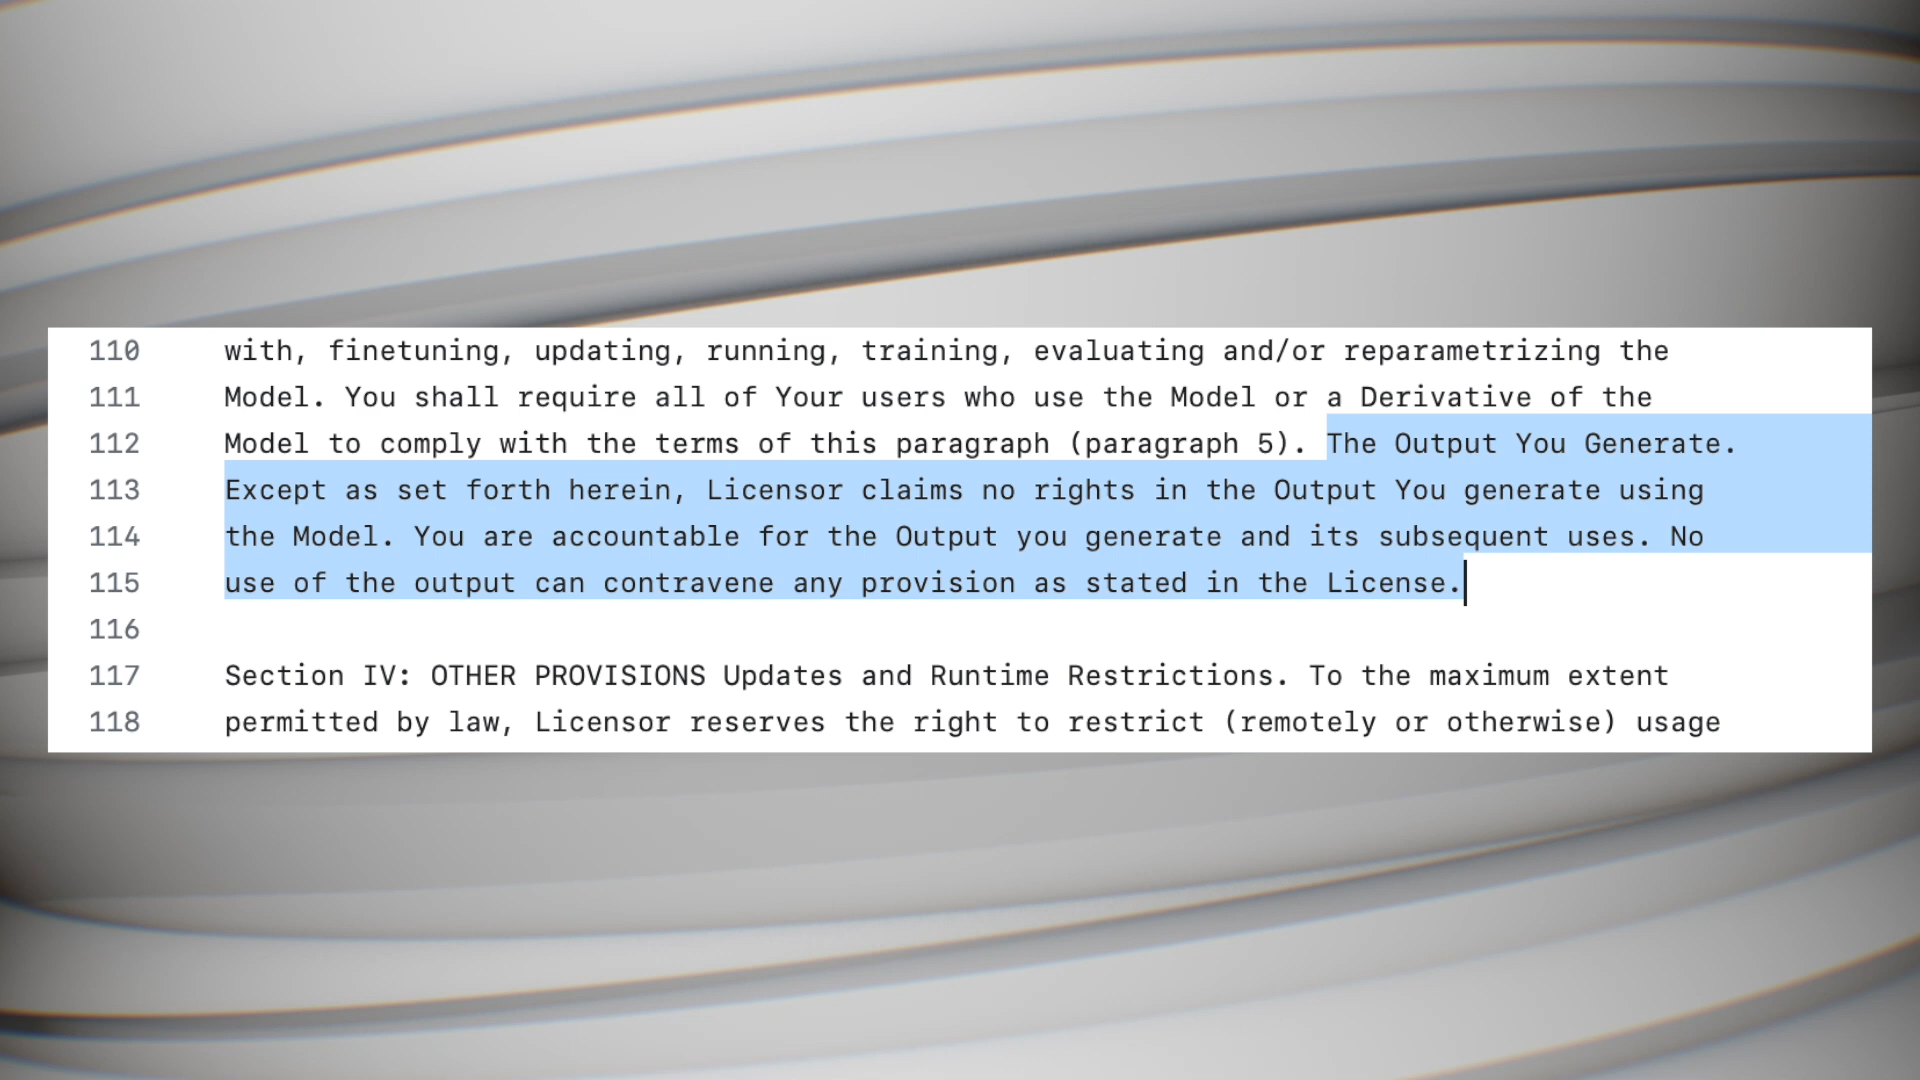 110 with, finetuning, updating, running, training, evaluating and/or reparametrizing the
111 Model. You shall require all of Your users who use the Model or a Derivative of the
112 Model to comply with the terms of this paragraph (paragraph 5). The Output You Generate.
113 Except as set forth herein, Licensor claims no rights in the Output You generate using
114 the Model. You are accountable for the Output you generate and its subsequent uses. No
115 use of the output can contravene any provision as stated in the License.
116
117 Section IV: OTHER PROVISIONS Updates and Runtime Restrictions. To the maximum extent
118 permitted by law, Licensor reserves the right to restrict (remotely or otherwise) usage